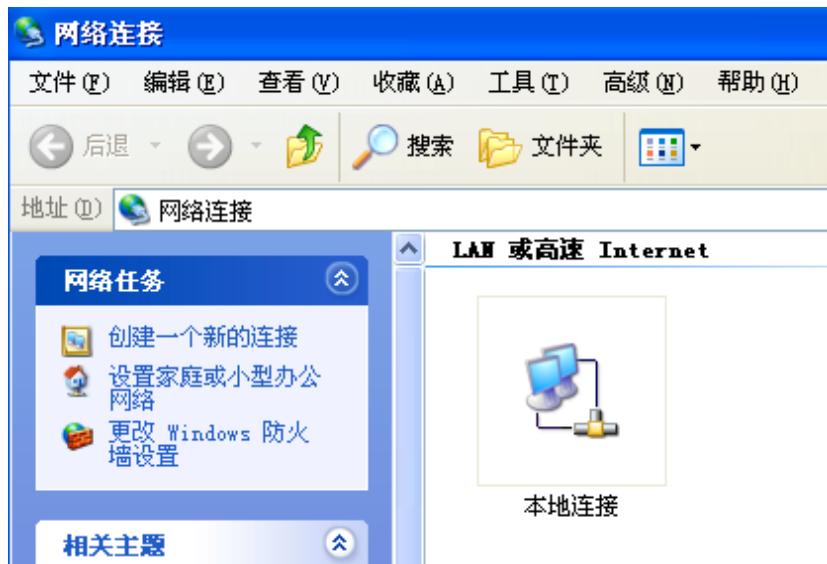 网络连接
文件(F) 编辑(E) 查看(V) 收藏(A) 工具(T) 高级(N) 帮助(H)
后退 搜索 文件夹
地址(D) 网络连接
网络任务
创建一个新的连接
设置家庭或小型办公
网络
更改 Windows 防火
墙设置
相关主题
LAN 或高速 Internet
本地连接